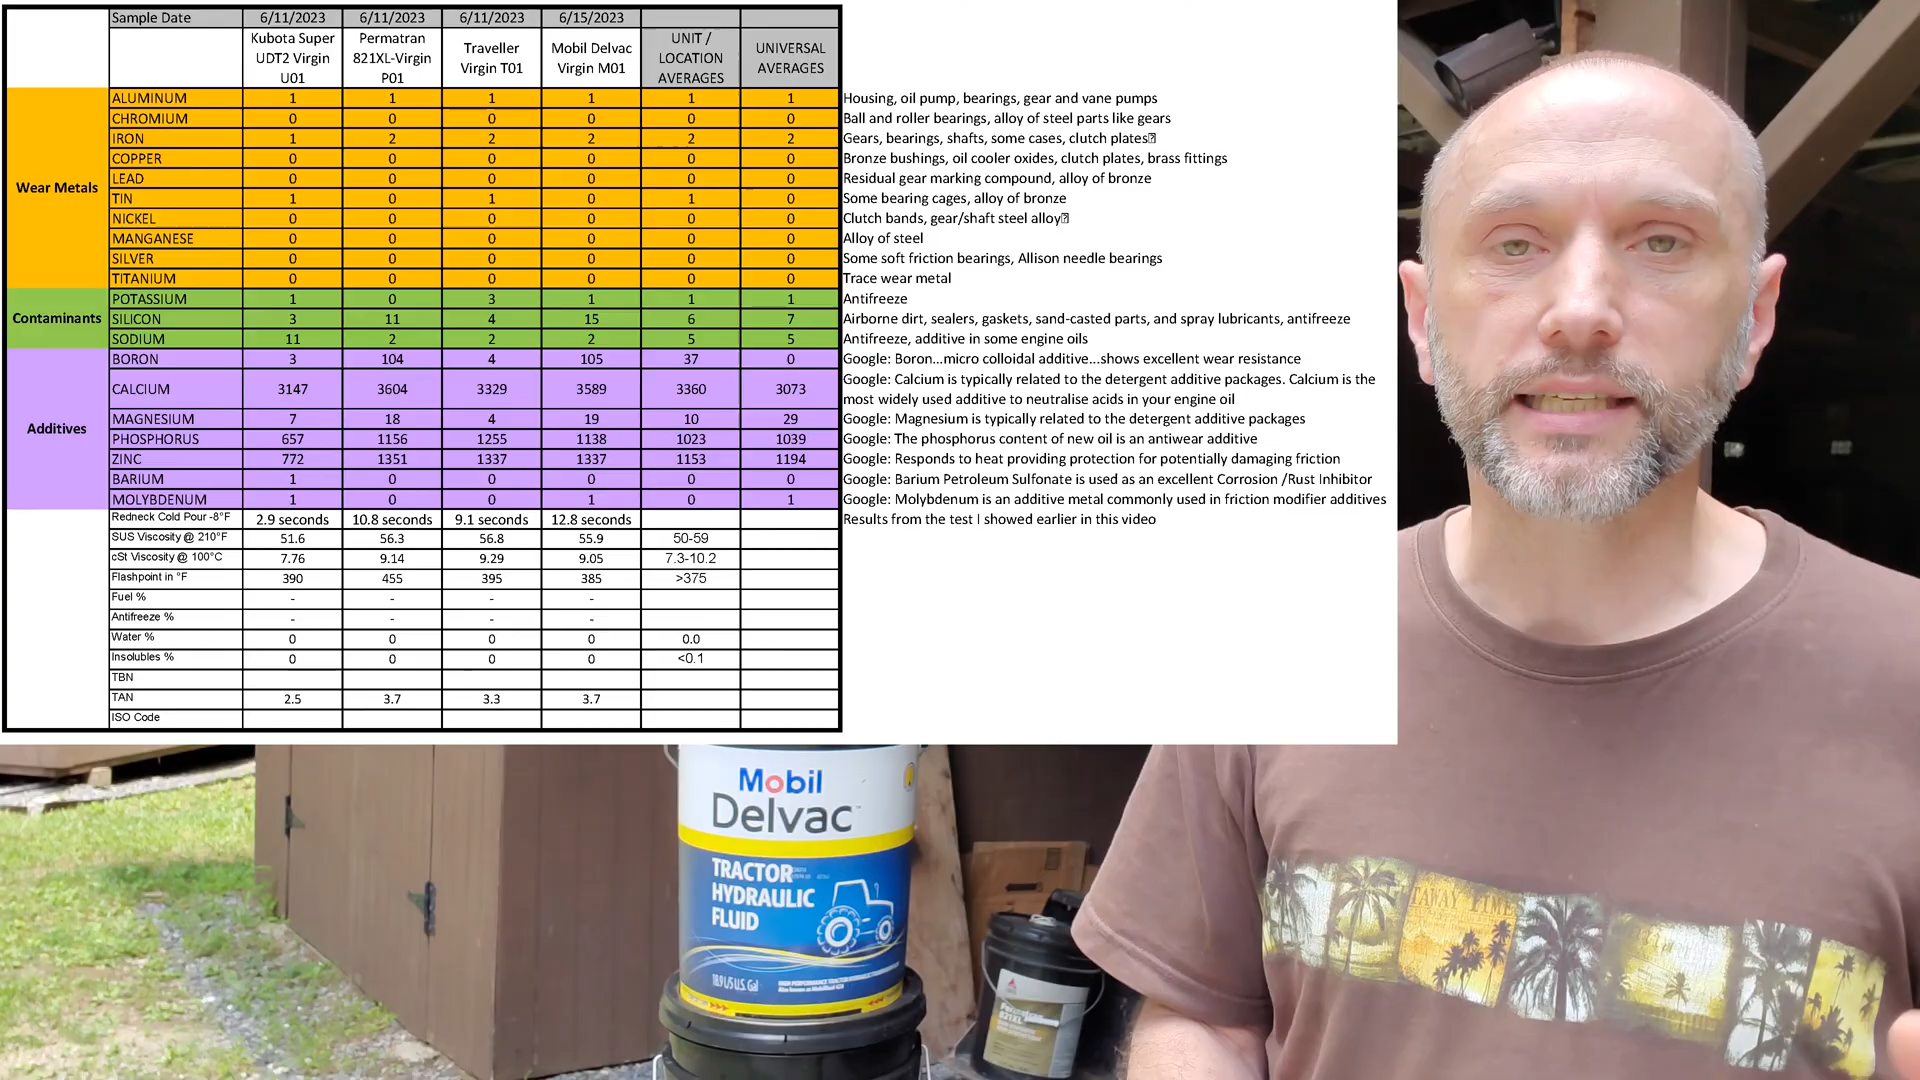 Sample Date 6/11/2023 6/11/2023 6/11/2023 6/15/2023
Kubota Super UDT2 Virgin U01 Permatran 821XL-Virgin P01 Traveller Virgin T01 Mobil Delvac Virgin M01 UNIT / LOCATION AVERAGES UNIVERSAL AVERAGES
Wear Metals
ALUMINUM 1 1 1 1 1 1 Housing, oil pump, bearings, gear and vane pumps
CHROMIUM 0 0 0 0 0 0 Ball and roller bearings, alloy of steel parts like gears
IRON 1 2 2 2 2 2 Gears, bearings, shafts, some cases, clutch plates
COPPER 0 0 0 0 0 0 Bronze bushings, oil cooler oxides, clutch plates, brass fittings
LEAD 0 0 0 0 0 0 Residual gear marking compound, alloy of bronze
TIN 1 0 1 0 1 0 Some bearing cages, alloy of bronze
NICKEL 0 0 0 0 0 0 Clutch bands, gear/shaft steel alloy
MANGANESE 0 0 0 0 0 0 Alloy of steel
SILVER 0 0 0 0 0 0 Some soft friction bearings, Allison needle bearings
TITANIUM 0 0 0 0 0 0 Trace wear metal
Contaminants
POTASSIUM 1 0 3 1 1 1 Antifreeze
SILICON 3 11 4 15 6 7 Airborne dirt, sealers, gaskets, sand-casted parts, and spray lubricants, antifreeze
SODIUM 11 2 2 2 5 5 Antifreeze, additive in some engine oils
Additives
BORON 3 104 4 105 37 0 Google: Boron...micro colloidal additive...shows excellent wear resistance
CALCIUM 3147 3604 3329 3589 3360 3073 Google: Calcium is typically related to the detergent additive packages. Calcium is the
most widely used additive to neutralise acids in your engine oil
MAGNESIUM 7 18 4 19 10 29 Google: Magnesium is typically related to the detergent additive packages
PHOSPHORUS 657 1156 1255 1138 1023 1039 Google: The phosphorus content of new oil is an antiwear additive
ZINC 772 1351 1337 1337 1153 1194 Google: Responds to heat providing protection for potentially damaging friction
BARIUM 1 0 0 0 0 0 Google: Barium Petroleum Sulfonate is used as an excellent Corrosion /Rust Inhibitor
MOLYBDENUM 1 0 0 1 0 1 Google: Molybdenum is an additive metal commonly used in friction modifier additives
Redneck Cold Pour -8°F 2.9 seconds 10.8 seconds 9.1 seconds 12.8 seconds Results from the test I showed earlier in this video
SUS Viscosity @ 210°F 51.6 56.3 56.8 55.9 50-59
cSt Viscosity @ 100°C 7.76 9.14 9.29 9.05 7.3-10.2
Flashpoint in °F 390 455 395 385 >375
Fuel % - - - -
Antifreeze % - - - -
Water % 0 0 0 0 0.0
Insolubles % 0 0 0 0 <0.1
TBN
TAN 2.5 3.7 3.3 3.7
ISO Code
Mobil
Delvac
TRACTOR
HYDRAULIC
FLUID
18.9 L/5 U.S. Gal
821XL